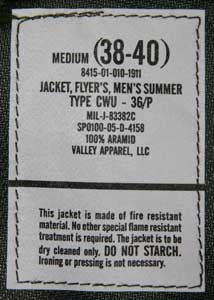 MEDIUM (38-40)
8415-01-010-1911
JACKET, FLYER'S, MEN'S SUMMER
TYPE CWU - 36/P
MIL-J-83382C
SPO100-05-D-4158
100% ARAMID
VALLEY APPAREL, LLC
This jacket is made of fire resistant
material. No other special flame resistant
treatment is required. The jacket is to be
dry cleaned only. DO NOT STARCH.
Ironing or pressing is not necessary.